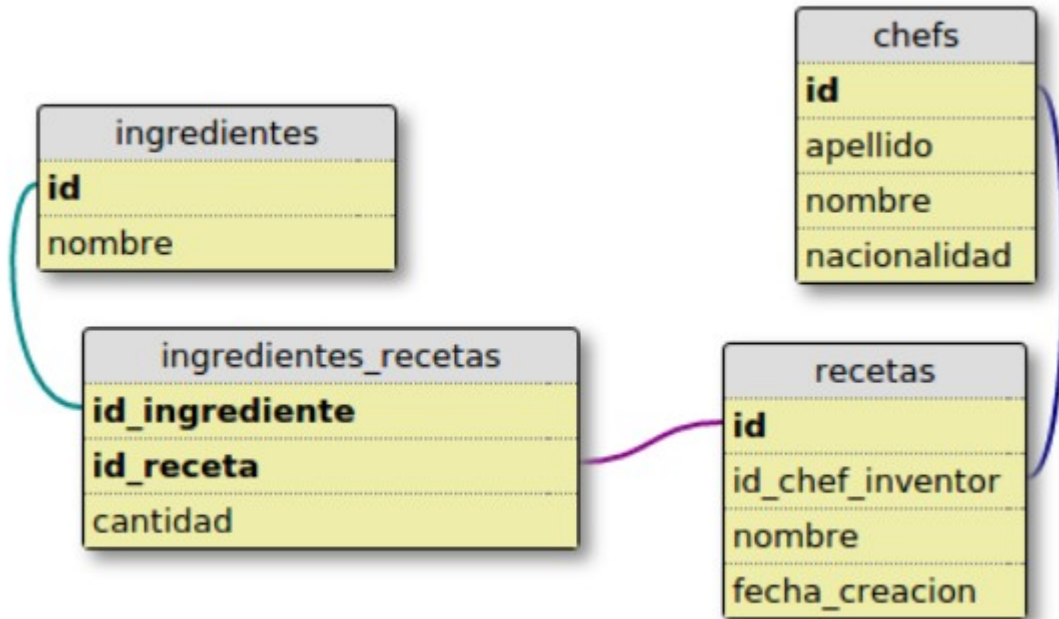 chefs
id
apellido
nombre
nacionalidad
ingredientes
id
nombre
ingredientes_recetas
id_ingrediente
id_receta
cantidad
recetas
id
id_chef_inventor
nombre
fecha_creacion